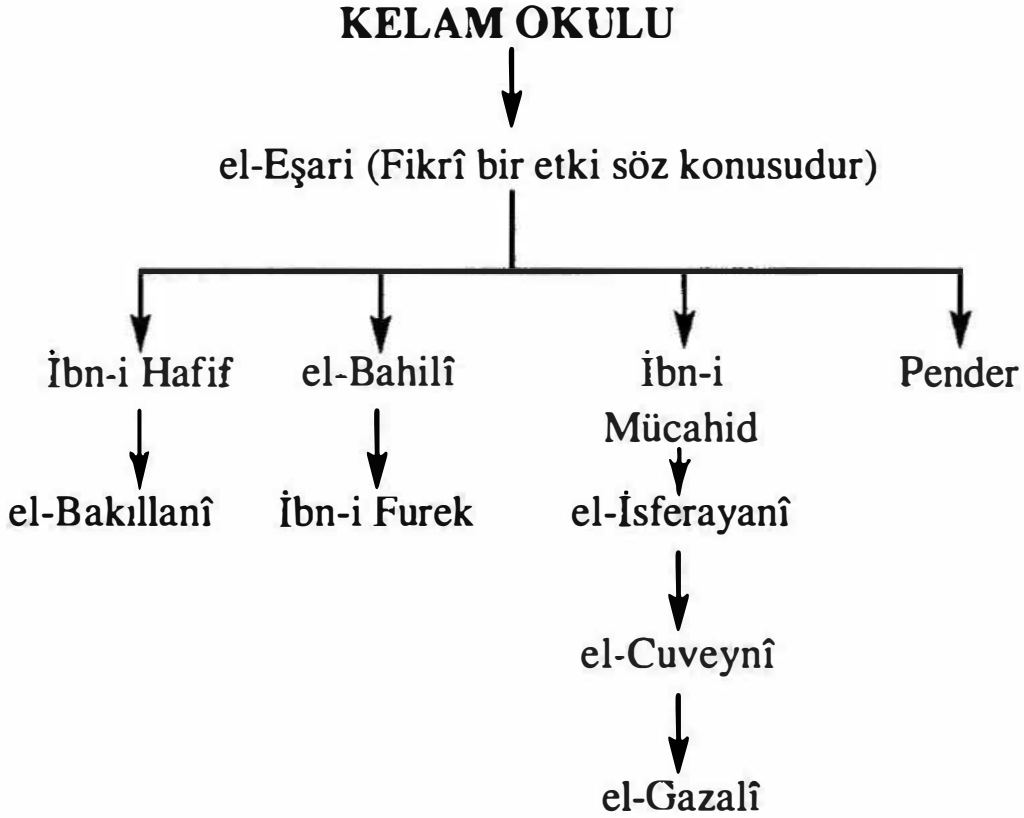 KELAM OKULU
el-Eşari (Fikrî bir etki söz konusudur)
İbn-i Hafif el-Bahilî İbn-i Pender
Mücahid
el-Bakıllanî İbn-i Furek el-İsferayanî
el-Cuveynî
el-Gazalî